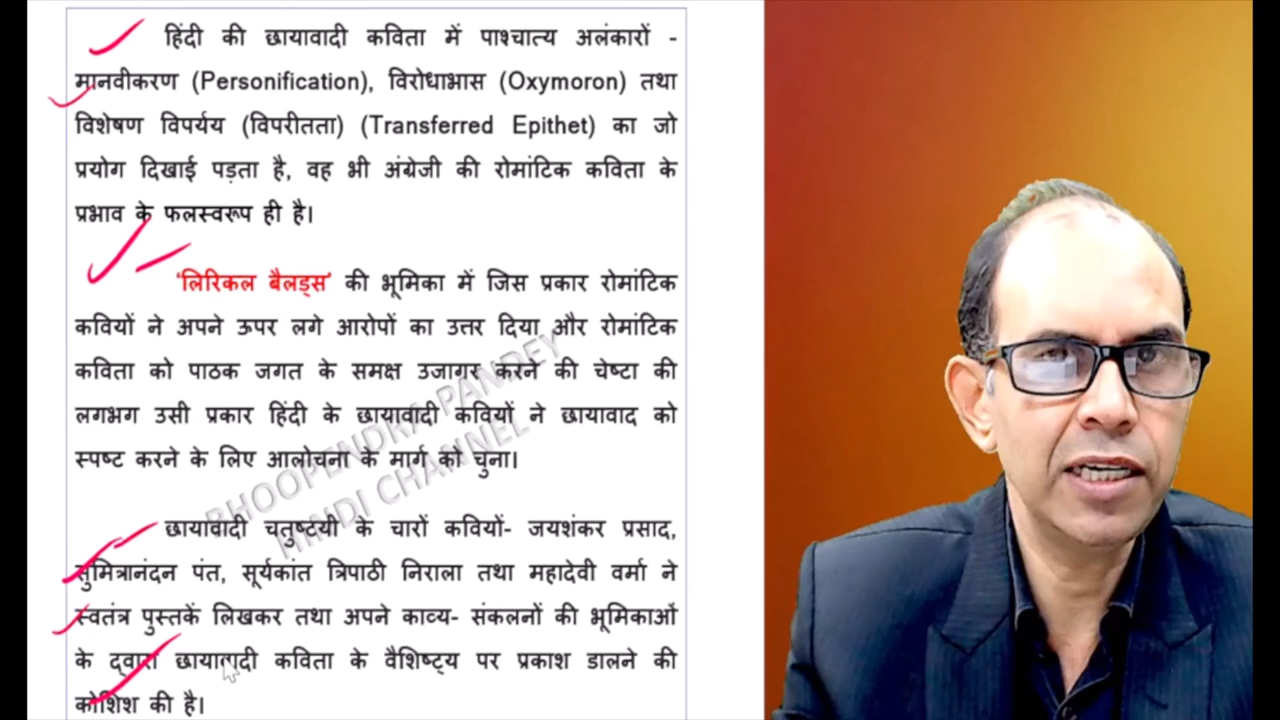 हिंदी की छायावादी कविता में पाश्चात्य अलंकारों -
मानवीकरण (Personification), विरोधाभास (Oxymoron) तथा
विशेषण विपर्यय (विपरीतता) (Transferred Epithet) का जो
प्रयोग दिखाई पड़ता है, वह भी अंग्रेजी की रोमांटिक कविता के
प्रभाव के फलस्वरूप ही है।
'लिरिकल बैलड्स' की भूमिका में जिस प्रकार रोमांटिक
कवियों ने अपने ऊपर लगे आरोपों का उत्तर दिया और रोमांटिक
कविता को पाठक जगत के समक्ष उजागर करने की चेष्टा की
लगभग उसी प्रकार हिंदी के छायावादी कवियों ने छायावाद को
स्पष्ट करने के लिए आलोचना के मार्ग को चुना।
छायावादी चतुष्टयी के चारों कवियों- जयशंकर प्रसाद,
सुमित्रानंदन पंत, सूर्यकांत त्रिपाठी निराला तथा महादेवी वर्मा ने
स्वतंत्र पुस्तकें लिखकर तथा अपने काव्य- संकलनों की भूमिकाओं
के द्वारा छायावादी कविता के वैशिष्ट्य पर प्रकाश डालने की
कोशिश की है।
BHOOPENDRA PANDEY
HINDI CHANNEL